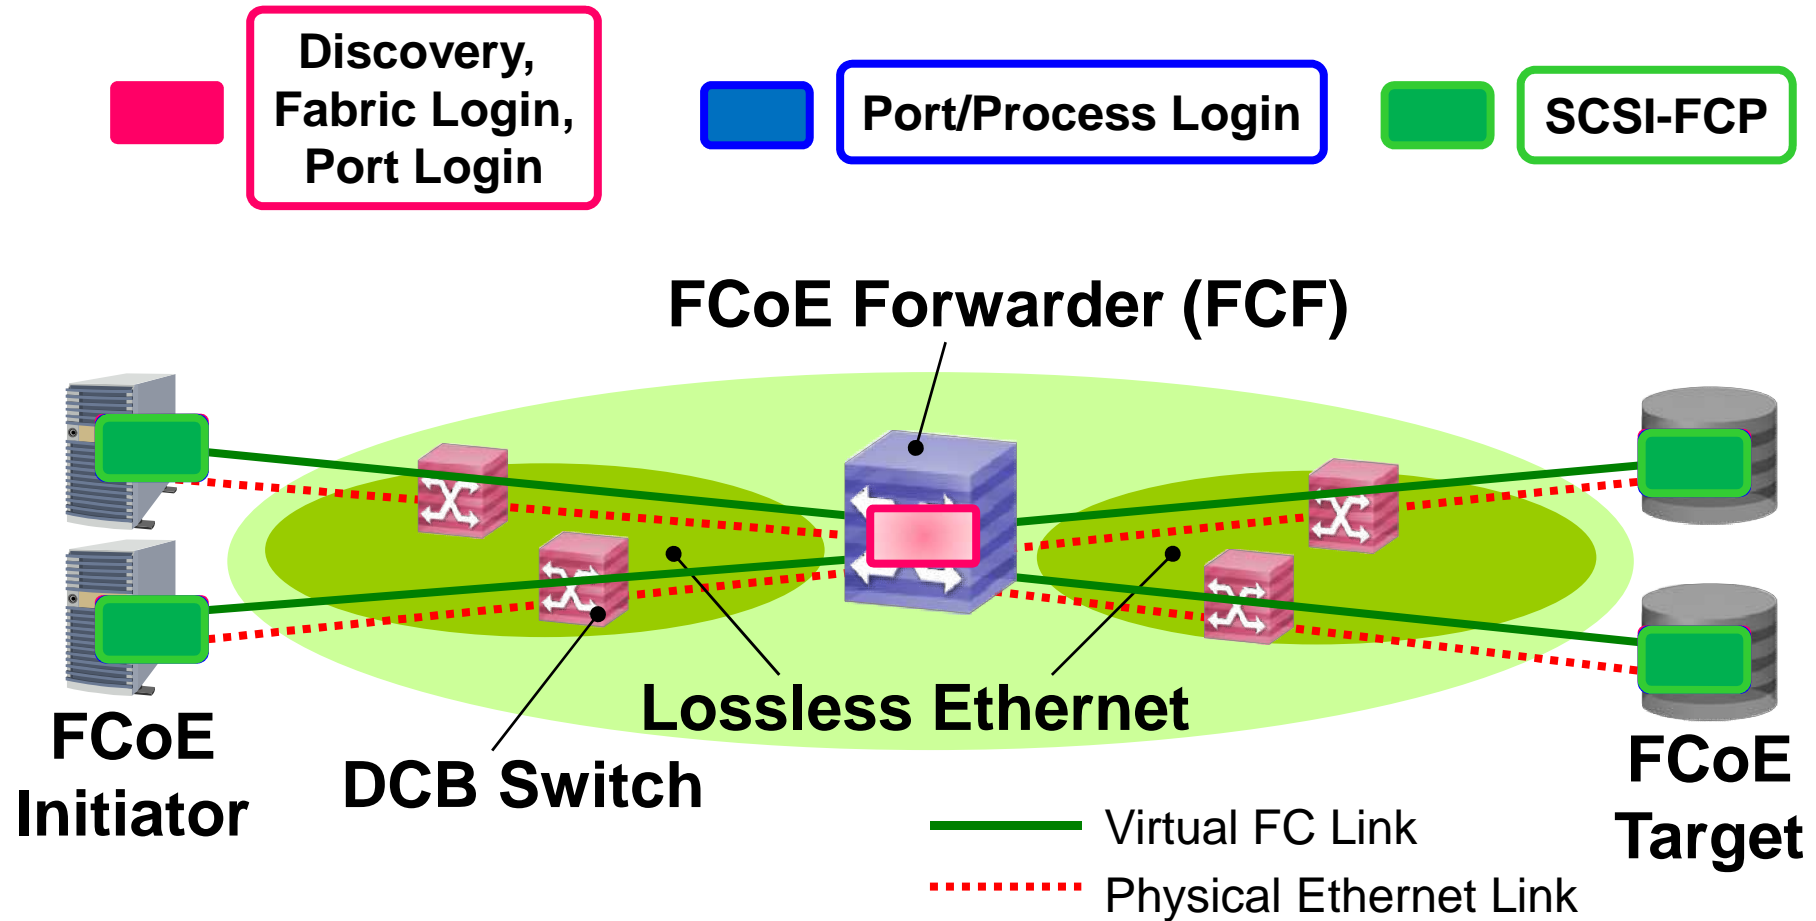 Discovery,
Fabric Login,
Port Login
Port/Process Login
SCSI-FCP
FCoE Forwarder (FCF)
Lossless Ethernet
FCoE
Initiator
DCB Switch
FCoE
Target
Virtual FC Link
Physical Ethernet Link